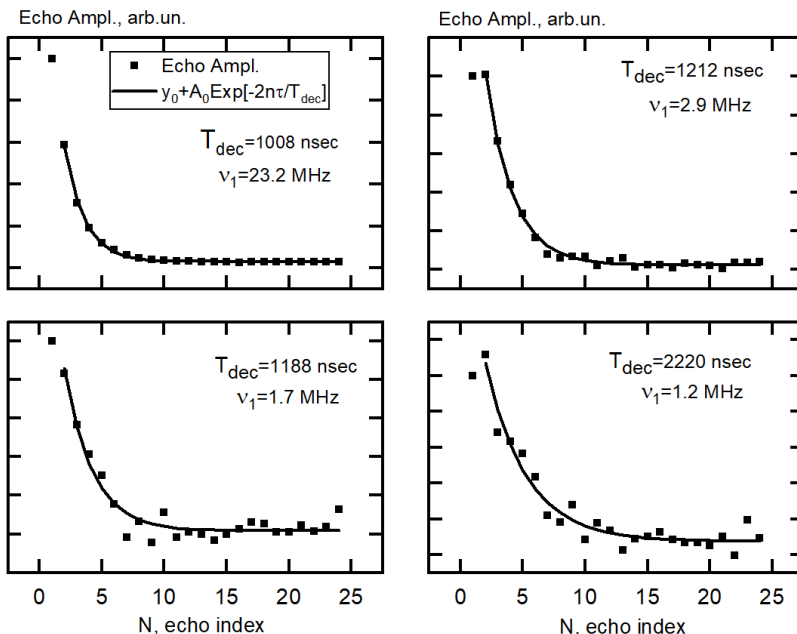 Echo Ampl., arb.un.
Echo Ampl., arb.un.
Echo Ampl.
y0+A0Exp[-2nτ/Tdec]
Tdec=1008 nsec
ν1=23.2 MHz
Tdec=1212 nsec
ν1=2.9 MHz
Tdec=1188 nsec
ν1=1.7 MHz
Tdec=2220 nsec
ν1=1.2 MHz
0 5 10 15 20 25
0 5 10 15 20 25
N, echo index
N, echo index